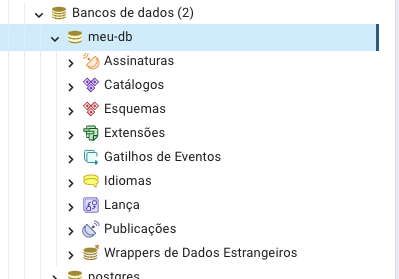 Bancos de dados (2)
meu-db
Assinaturas
Catálogos
Esquemas
Extensões
Gatilhos de Eventos
Idiomas
Lança
Publicações
Wrappers de Dados Estrangeiros
postgres